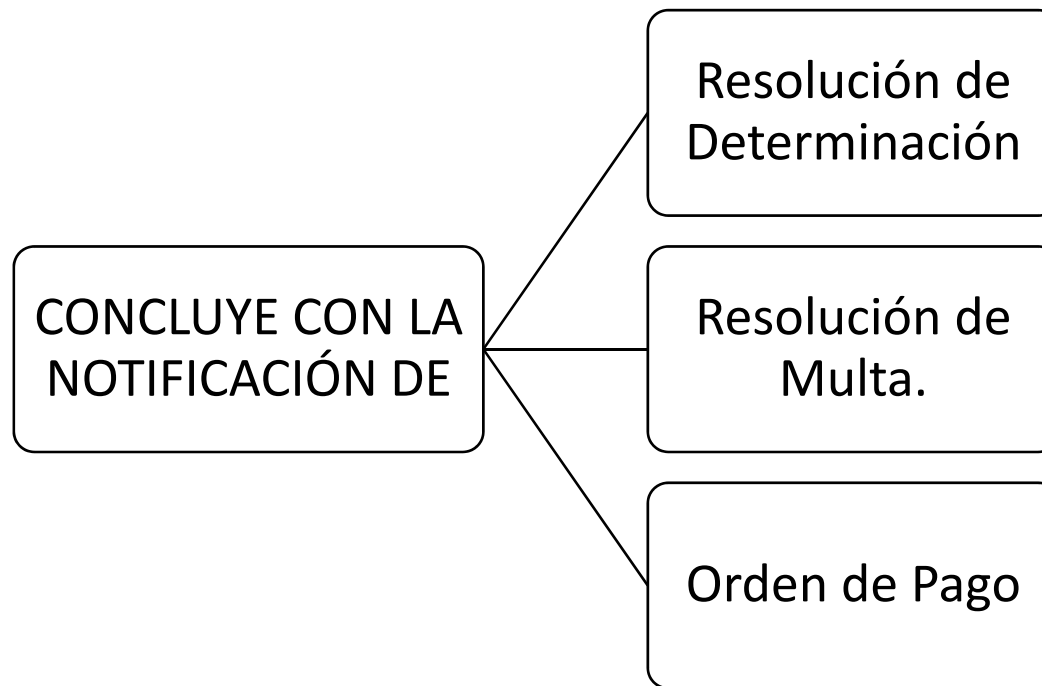 CONCLUYE CON LA
NOTIFICACIÓN DE
Resolución de
Determinación
Resolución de
Multa.
Orden de Pago